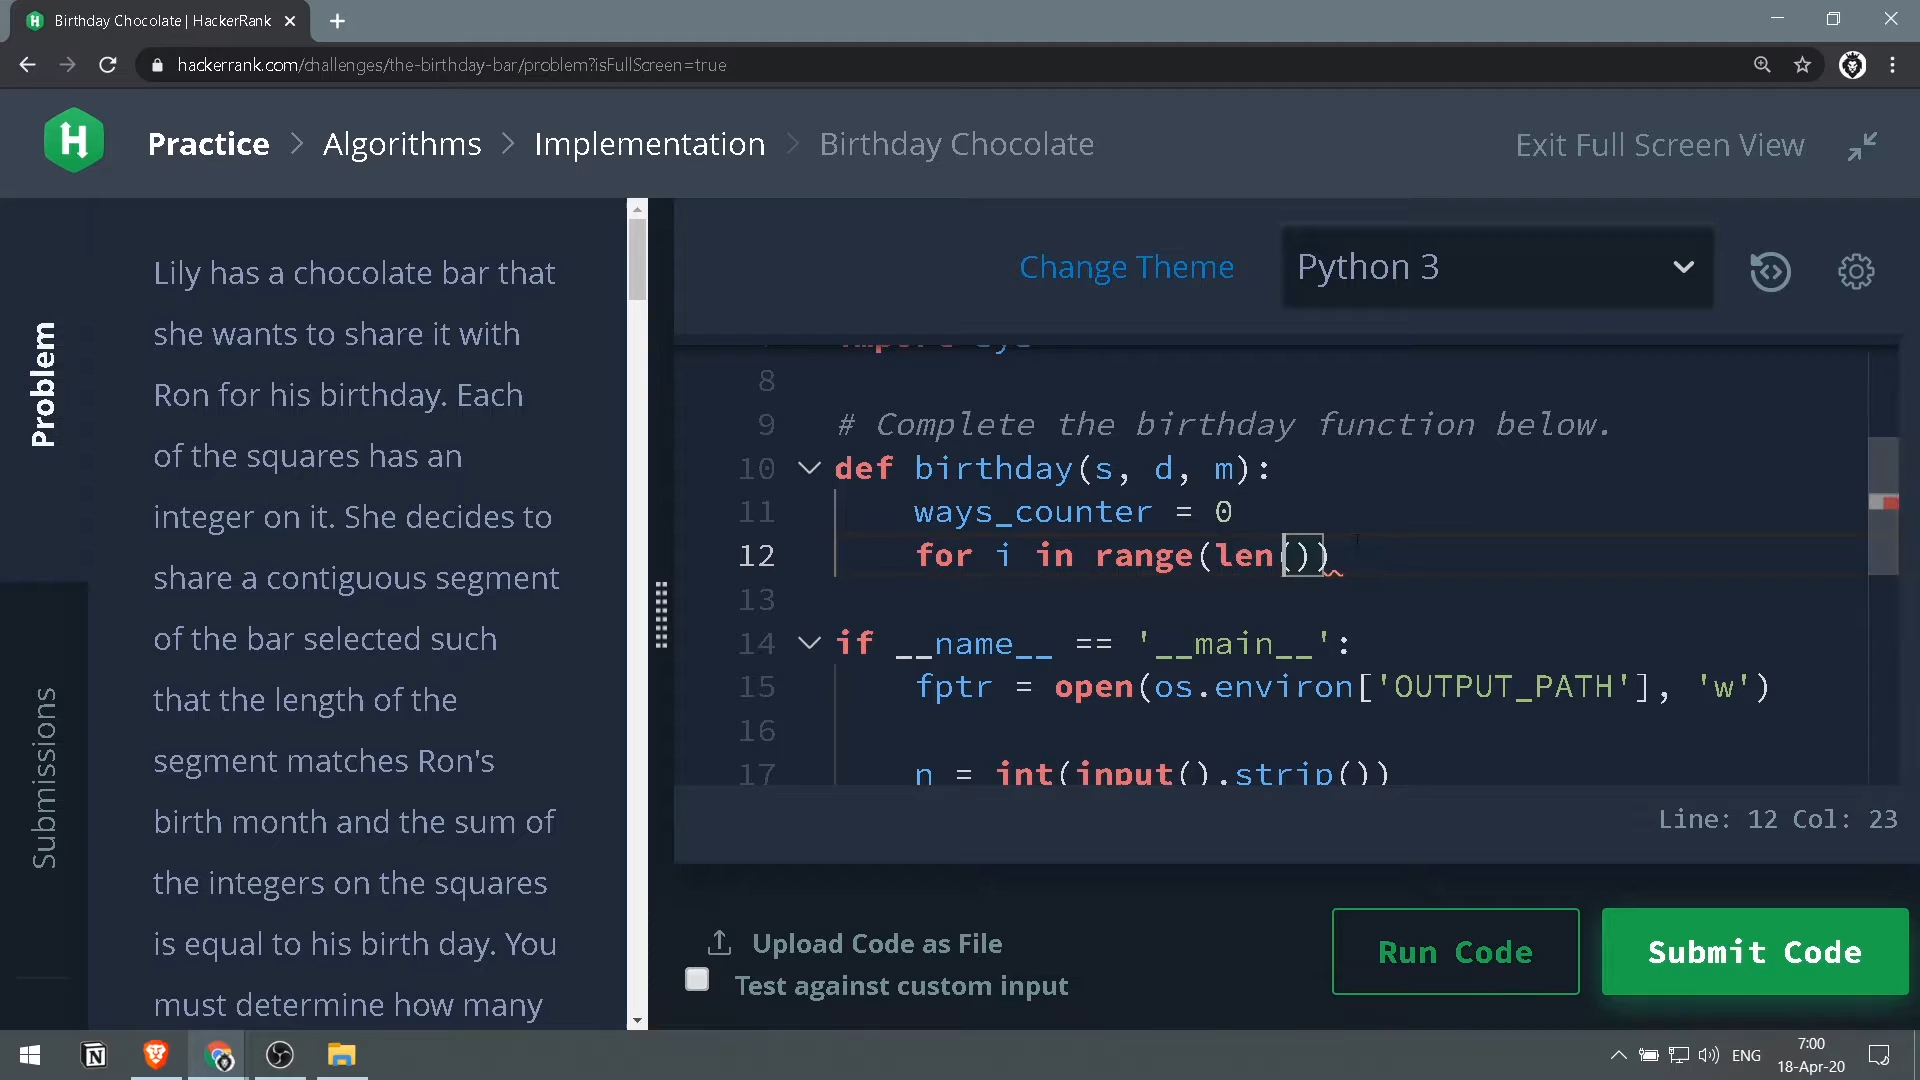 Birthday Chocolate | HackerRank
hackerrank.com/challenges/the-birthday-bar/problem?isFullScreen=true
H
Practice > Algorithms > Implementation > Birthday Chocolate
Exit Full Screen View
Problem
Submissions
Lily has a chocolate bar that
she wants to share it with
Ron for his birthday. Each
of the squares has an
integer on it. She decides to
share a contiguous segment
of the bar selected such
that the length of the
segment matches Ron's
birth month and the sum of
the integers on the squares
is equal to his birth day. You
must determine how many
Change Theme
Python 3
8
9 # Complete the birthday function below.
10 def birthday(s, d, m):
11 ways_counter = 0
12 for i in range(len())
13
14 if __name__ == '__main__':
15 fptr = open(os.environ['OUTPUT_PATH'], 'w')
16
17 n = int(input().strip())
Line: 12 Col: 23
Upload Code as File
Test against custom input
Run Code
Submit Code
ENG
7:00
18-Apr-20